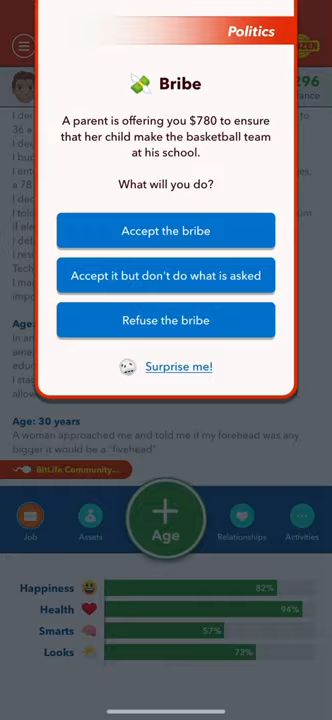 Politics
Bribe
A parent is offering you $780 to ensure
that her child make the basketball team
at his school.
What will you do?
Accept the bribe
Accept it but don't do what is asked
Refuse the bribe
Surprise me!
Age: 30 years
A woman approached me and told me if my forehead was any
bigger it would be a "fivehead"
BitLife Community...
Job
Assets
Age
Relationships
Activities
Happiness
82%
Health
94%
Smarts
57%
Looks
72%